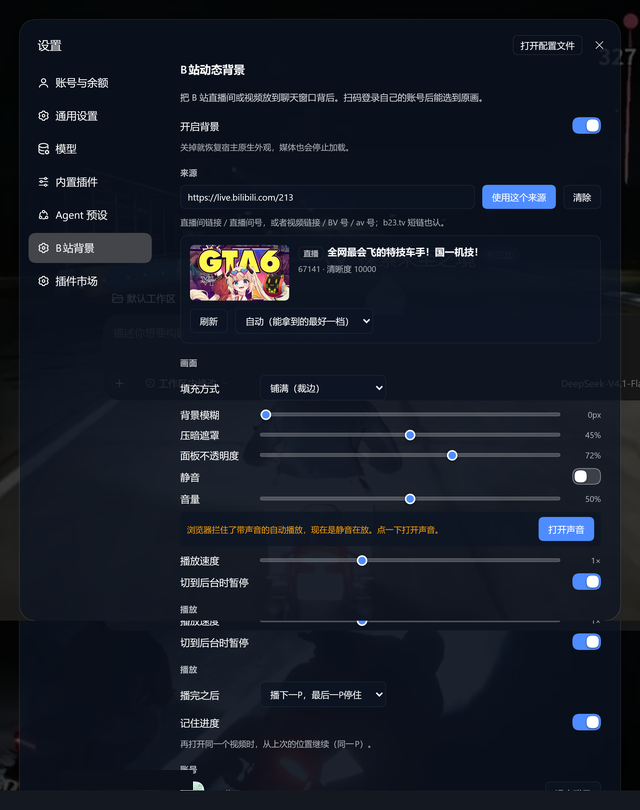 设置
打开配置文件
327
账号与余额
通用设置
模型
内置插件
Agent 预设
B站背景
插件市场
默认工作区
B站动态背景
把 B 站直播间或视频放到聊天窗口背后。扫码登录自己的账号后能选到原画。
开启背景
关掉就恢复宿主原生外观，媒体也会停止加载。
来源
https://live.bilibili.com/213
使用这个来源
清除
直播间链接 / 直播间号，或者视频链接 / BV 号 / av 号；b23.tv 短链也认。
GTA6
直播
全网最会飞的特技车手！国一机技！
67141 · 清晰度 10000
刷新
自动（能拿到的最好一档）
画面
填充方式
铺满（裁边）
DeepSeek-V4.1-Fla
背景模糊
0px
压暗遮罩
45%
面板不透明度
72%
静音
音量
50%
浏览器拦住了带声音的自动播放，现在是静音在放。点一下打开声音。
打开声音
播放速度
1×
切到后台时暂停
播放
播放速度
1×
切到后台时暂停
播放
播完之后
播下一P，最后一P停住
记住进度
再打开同一个视频时，从上次的位置继续（同一P）。
账号